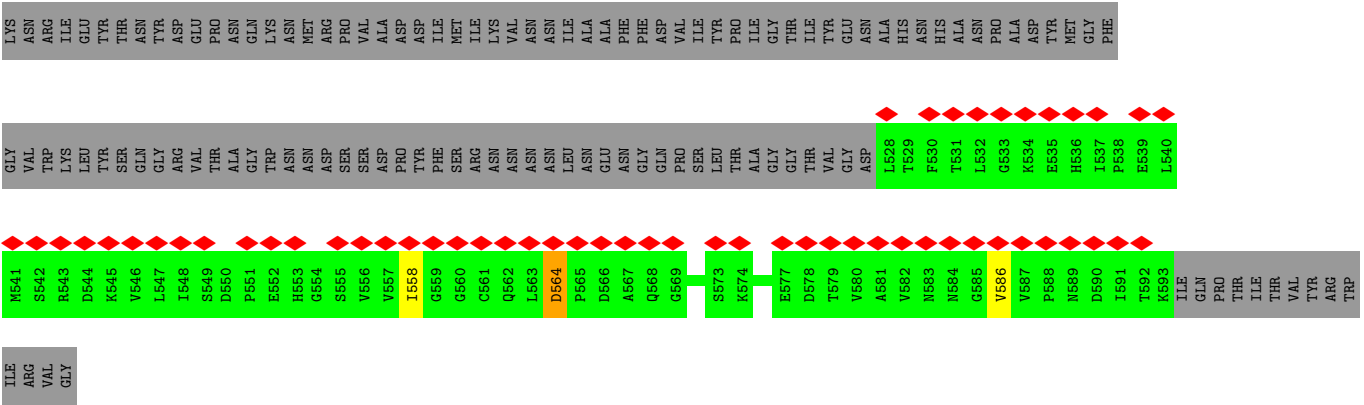 LYS ASN ARG ILE GLU TYR THR ASN TYR ASP GLU PRO ASN GLN LYS ASN MET ARG PRO VAL ALA ASP ASP ILE MET ILE LYS VAL ASN ASN ILE ALA ALA PHE PHE ASP VAL ILE TYR PRO ILE GLY THR ILE TYR GLU ASN ALA HIS ASN HIS ALA ASN PRO ALA ASP TYR MET GLY PHE
GLY VAL TRP LYS LEU TYR SER GLN GLY ARG VAL THR ALA GLY TRP ASN ASN ASP SER SER ASP PRO TYR PHE SER ARG ASN ASN ASN ASN LEU ASN GLU ASN GLY GLN PRO SER LEU THR ALA GLY GLY THR VAL GLY ASP L528 T529 F530 T531 L532 G533 K534 E535 H536 I537 P538 E539 L540
M541 S542 R543 D544 K545 V546 L547 I548 S549 D550 P551 E552 H553 G554 S555 V556 V557 I558 G559 G560 C561 Q562 L563 D564 P565 D566 A567 Q568 G569 S573 K574 E577 D578 T579 V580 A581 V582 N583 N584 G585 V586 V587 P588 N589 D590 I591 T592 K593 ILE GLN PRO THR ILE THR VAL TYR ARG TRP
ILE ARG VAL GLY